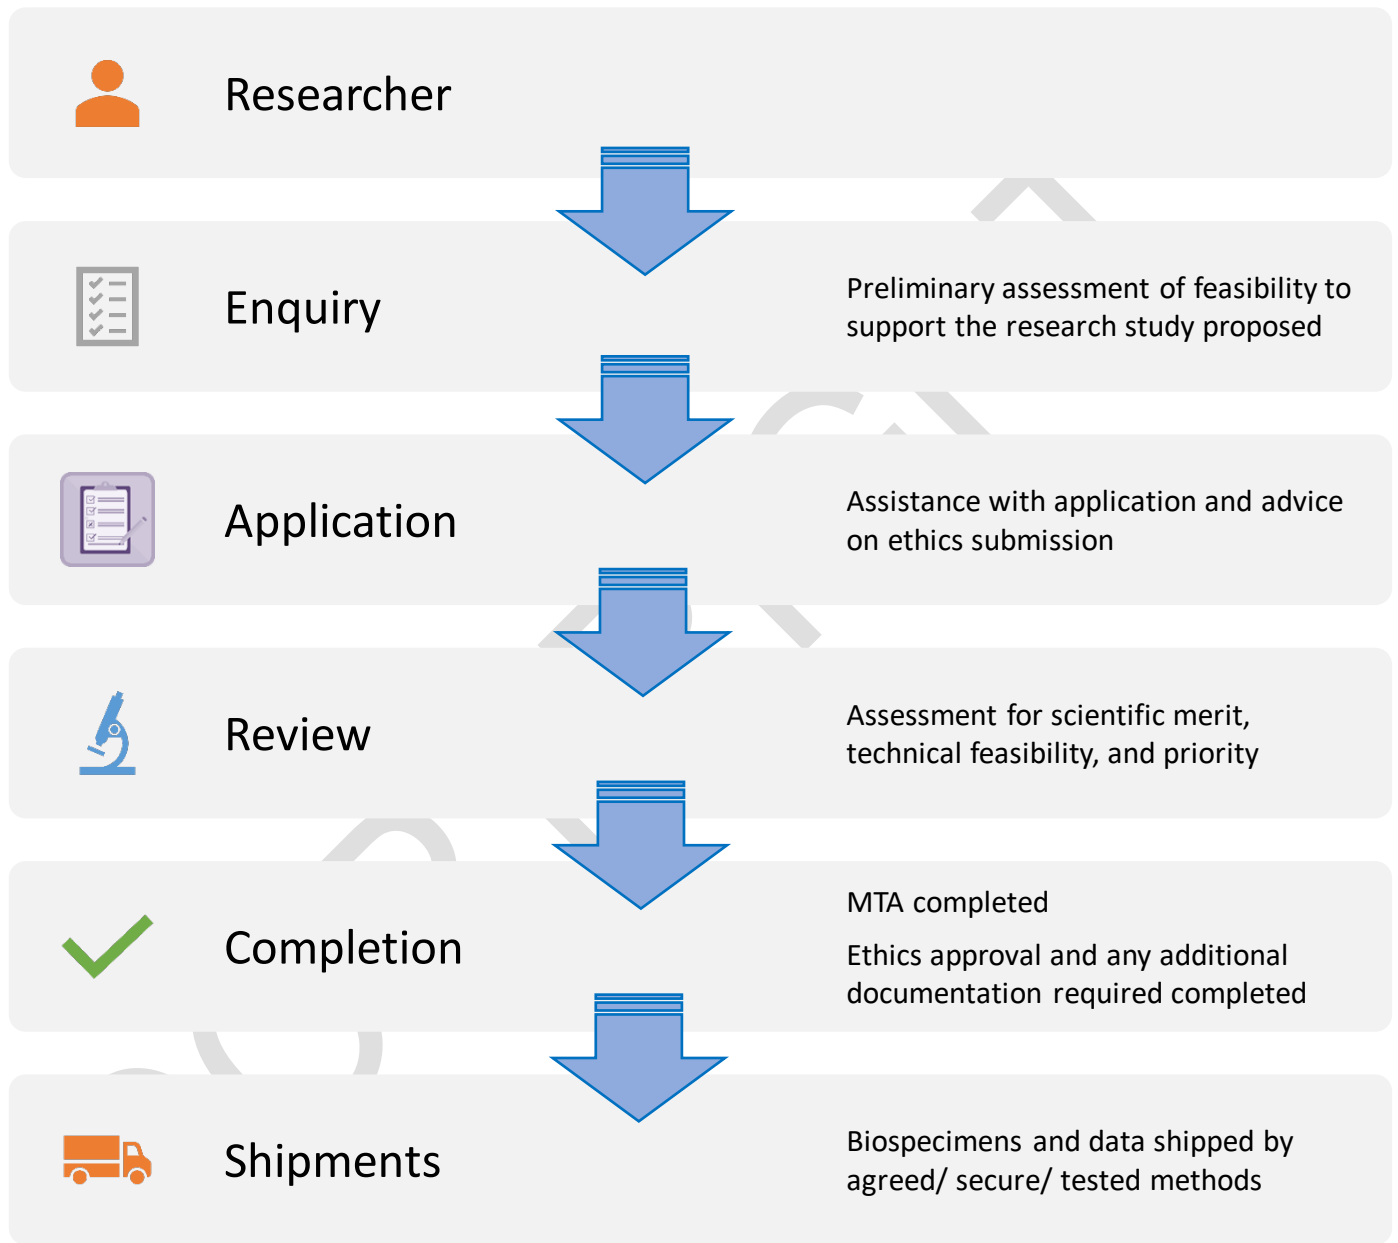 Researcher
Enquiry
Preliminary assessment of feasibility to
support the research study proposed
Application
Assistance with application and advice
on ethics submission
Review
Assessment for scientific merit,
technical feasibility, and priority
Completion
MTA completed
Ethics approval and any additional
documentation required completed
Shipments
Biospecimens and data shipped by
agreed/ secure/ tested methods